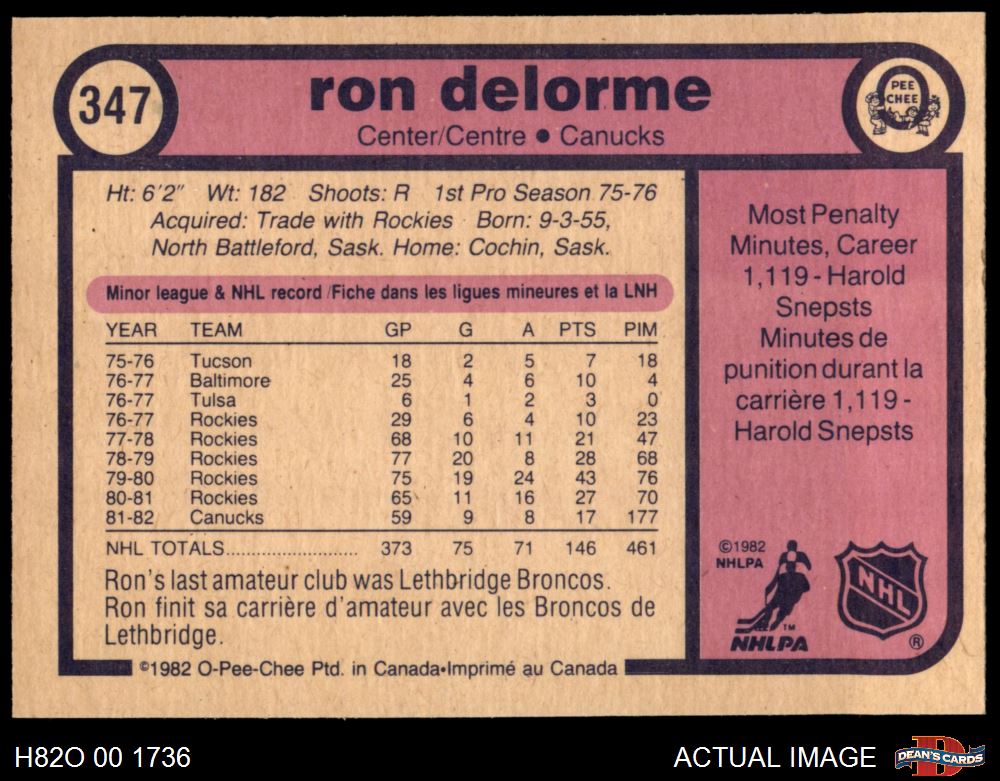 347
ron delorme
PEE
CHEE
Center/Centre • Canucks
Ht: 6'2" Wt: 182 Shoots: R 1st Pro Season 75-76
Acquired: Trade with Rockies Born: 9-3-55,
North Battleford, Sask. Home: Cochin, Sask.
Minor league & NHL record/Fiche dans les ligues mineures et la LNH
YEAR TEAM GP G A PTS PIM
75-76 Tucson 18 2 5 7 18
76-77 Baltimore 25 4 6 10 4
76-77 Tulsa 6 1 2 3 0
76-77 Rockies 29 6 4 10 23
77-78 Rockies 68 10 11 21 47
78-79 Rockies 77 20 8 28 68
79-80 Rockies 75 19 24 43 76
80-81 Rockies 65 11 16 27 70
81-82 Canucks 59 9 8 17 177
NHL TOTALS............................ 373 75 71 146 461
Ron's last amateur club was Lethbridge Broncos.
Ron finit sa carrière d'amateur avec les Broncos de
Lethbridge.
©1982 O-Pee-Chee Ptd. in Canada•Imprimé au Canada
Most Penalty
Minutes, Career
1,119 - Harold
Snepsts
Minutes de
punition durant la
carrière 1,119 -
Harold Snepsts
©1982
NHLPA
TM
NHLPA
NHL
®
H82O 00 1736
ACTUAL IMAGE
D
DEAN'S CARDS